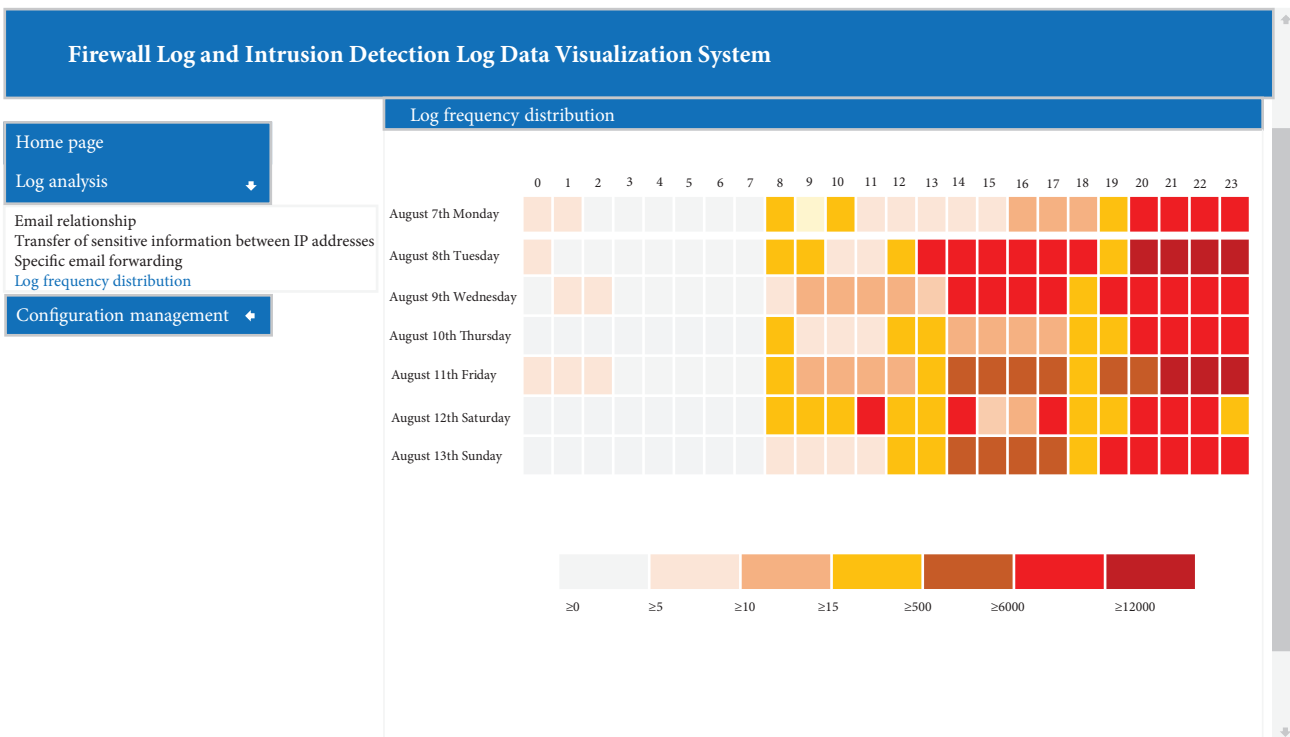 Firewall Log and Intrusion Detection Log Data Visualization System
Home page
Log analysis
Email relationship
Transfer of sensitive information between IP addresses
Specific email forwarding
Log frequency distribution
Configuration management
Log frequency distribution
0 1 2 3 4 5 6 7 8 9 10 11 12 13 14 15 16 17 18 19 20 21 22 23
August 7th Monday
August 8th Tuesday
August 9th Wednesday
August 10th Thursday
August 11th Friday
August 12th Saturday
August 13th Sunday
≥0 ≥5 ≥10 ≥15 ≥500 ≥6000 ≥12000